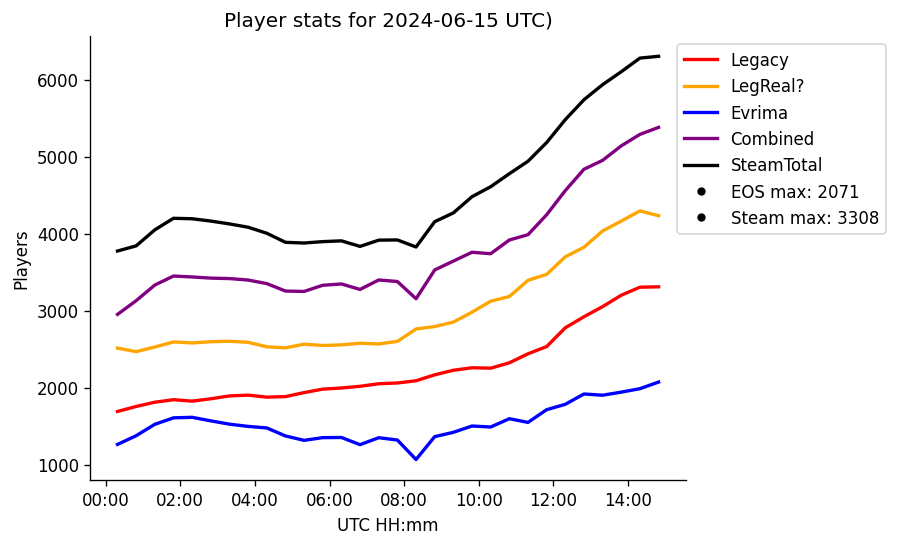 Player stats for 2024-06-15 UTC)
Legacy
LegReal?
Evrima
Combined
SteamTotal
EOS max: 2071
Steam max: 3308
Players
6000
5000
4000
3000
2000
1000
00:00 02:00 04:00 06:00 08:00 10:00 12:00 14:00
UTC HH:mm